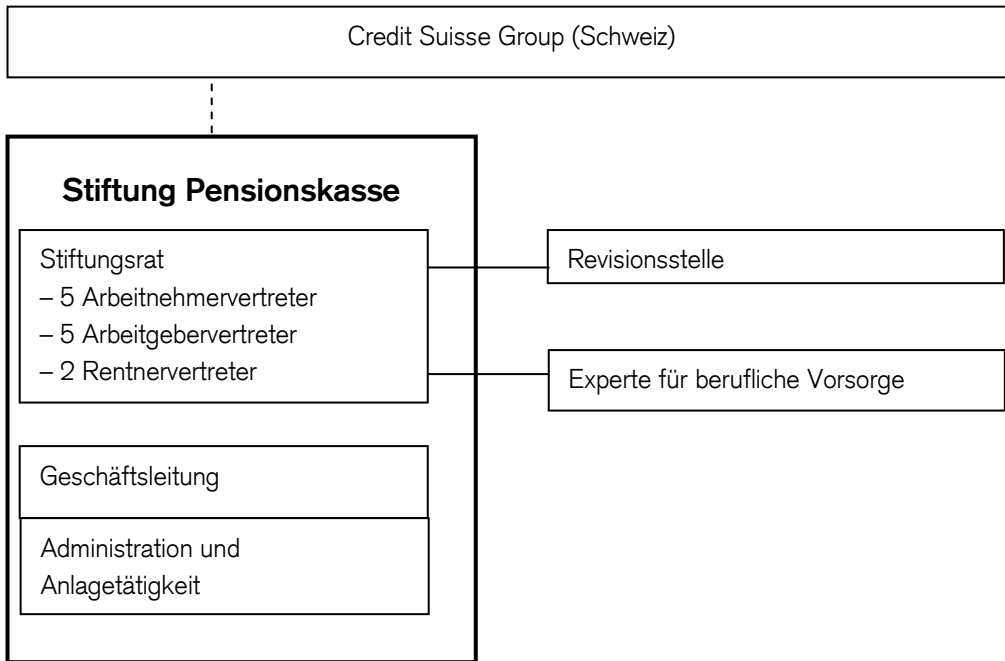 Credit Suisse Group (Schweiz)
Stiftung Pensionskasse
Stiftungsrat
– 5 Arbeitnehmervertreter
– 5 Arbeitgebervertreter
– 2 Rentnervertreter
Revisionsstelle
Experte für berufliche Vorsorge
Geschäftsleitung
Administration und
Anlagetätigkeit